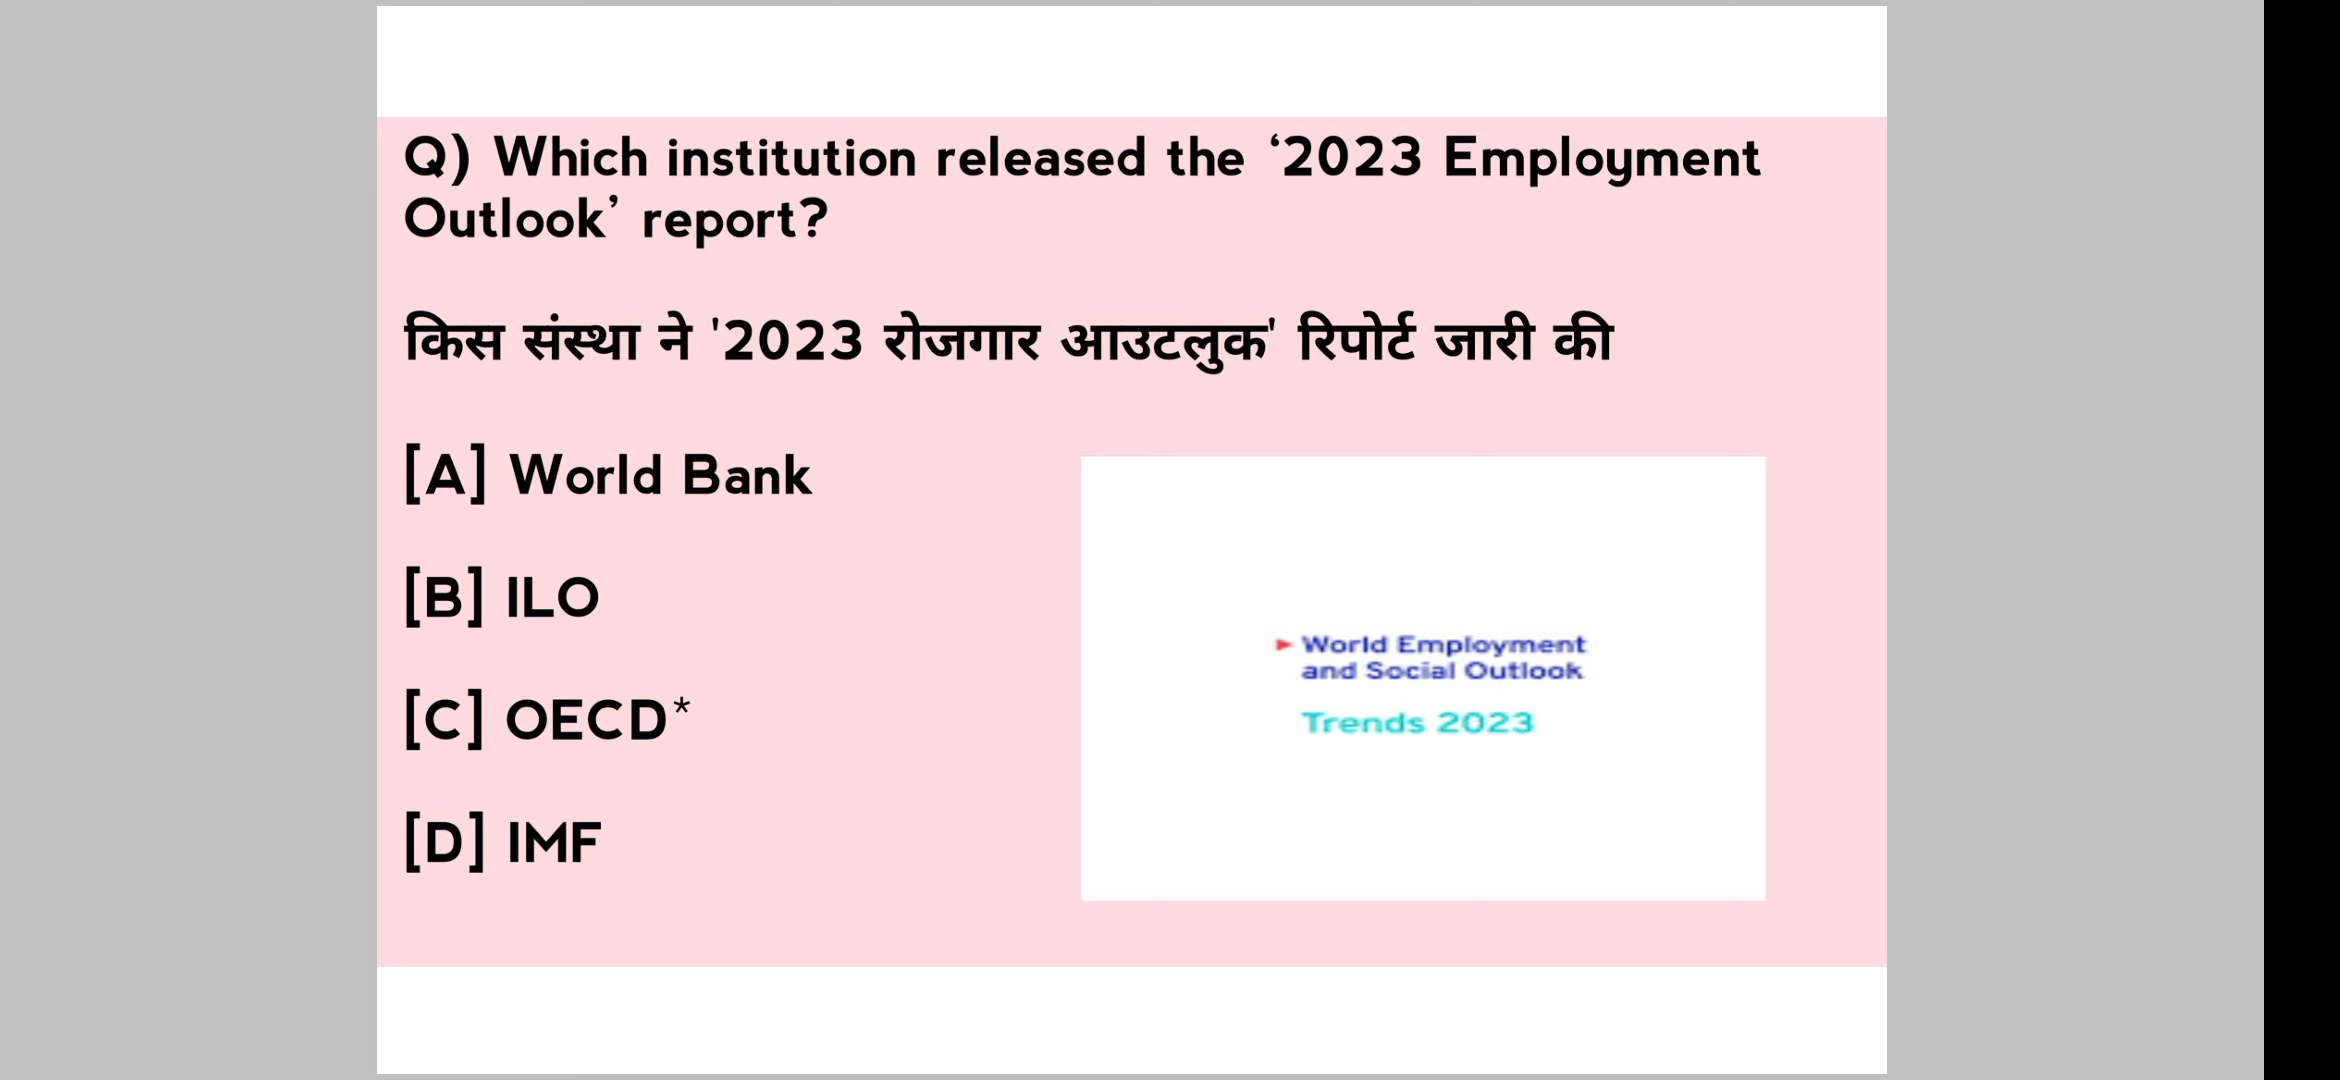 Q) Which institution released the ‘2023 Employment
Outlook’ report?
किस संस्था ने '2023 रोजगार आउटलुक' रिपोर्ट जारी की
[A] World Bank
[B] ILO
[C] OECD*
[D] IMF
World Employment
and Social Outlook
Trends 2023